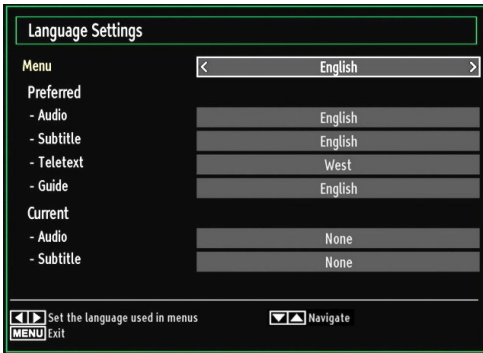 Language Settings
Menu < English >
Preferred
- Audio English
- Subtitle English
- Teletext West
- Guide English
Current
- Audio None
- Subtitle None
Set the language used in menus Navigate
MENU Exit